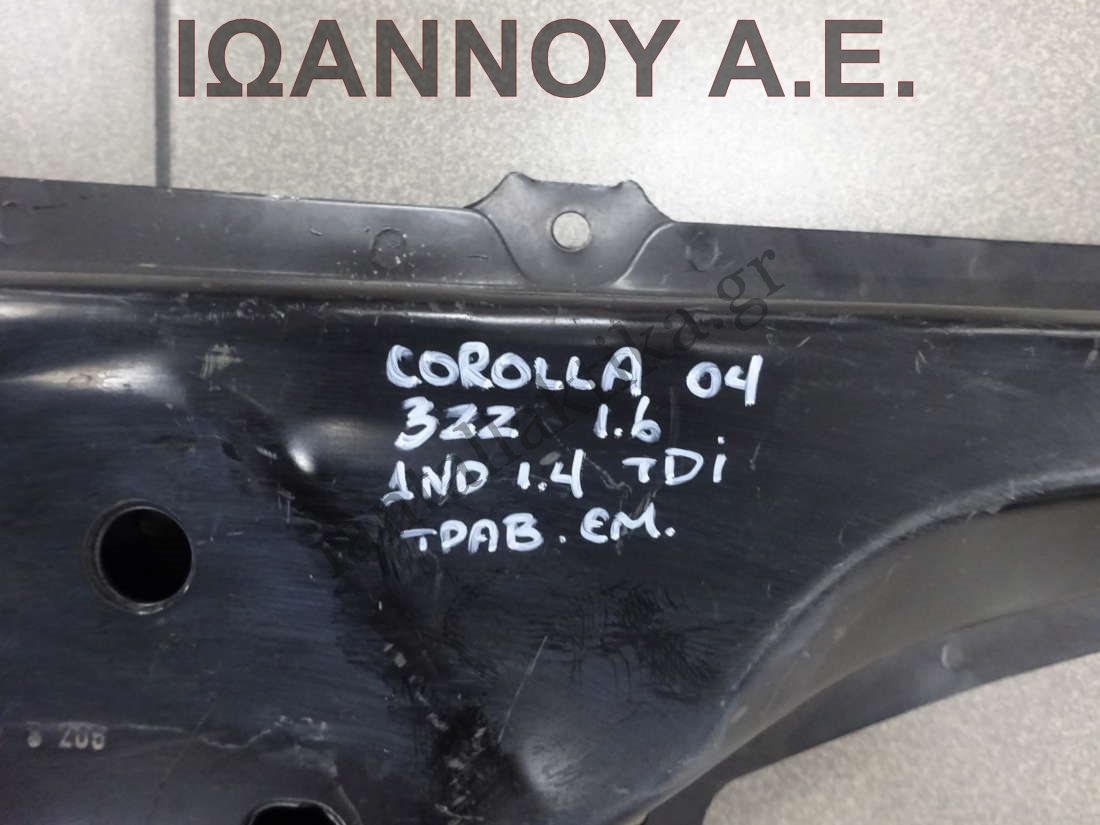 ΙΩΑΝΝΟΥ Α.Ε.
COROLLA 04
3ZZ 1.6
1ND 1.4 TDi
ΤΡΑΒ. ΕΜ.